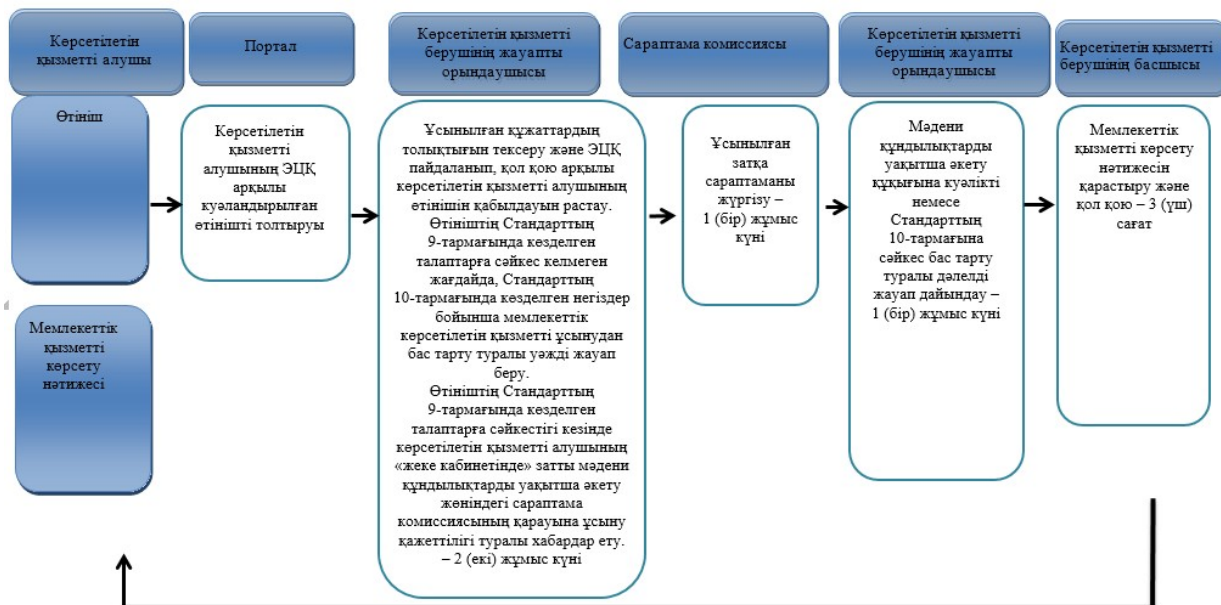 Көрсетілетін
қызметті алушы
Портал
Көрсетілетін қызметті
берушінің жауапты
орындаушысы
Сараптама комиссиясы
Көрсетілетін қызметті
берушінің жауапты
орындаушысы
Көрсетілетін қызметті
берушінің басшысы
Өтініш
Мемлекеттік
қызметті
көрсету
нәтижесі
Көрсетілетін
қызметті
алушының ЭЦҚ
арқылы
куәландырылған
өтінішті толтыруы
Ұсынылған құжаттардың
толықтығын тексеру және ЭЦҚ
пайдаланып, қол қою арқылы
көрсетілетін қызметті алушының
өтінішін қабылдауын растау.
Өтініштің Стандарттың
9-тармағында көзделген
талаптарға сәйкес келмеген
жағдайда, Стандарттың
10-тармағында көзделген негіздер
бойынша мемлекеттік
көрсетілетін қызметті ұсынудан
бас тарту туралы уәжді жауап
беру.
Өтініштің Стандарттың
9-тармағында көзделген
талаптарға сәйкестігі кезінде
көрсетілетін қызметті алушының
«жеке кабинетінде» затты мәдени
құндылықтарды уақытша әкету
жөніндегі сараптама
комиссиясының қарауына ұсыну
қажеттілігі туралы хабардар ету.
– 2 (екі) жұмыс күні
Ұсынылған
затқа
сараптаманы
жүргізу –
1 (бір) жұмыс
күні
Мәдени
құндылықтарды
уақытша әкету
құқығына куәлікті
немесе
Стандарттың
10-тармағына
сәйкес бас тарту
туралы дәлелді
жауап дайындау –
1 (бір) жұмыс күні
Мемлекеттік
қызметті көрсету
нәтижесін
қарастыру және
қол қою – 3 (үш)
сағат